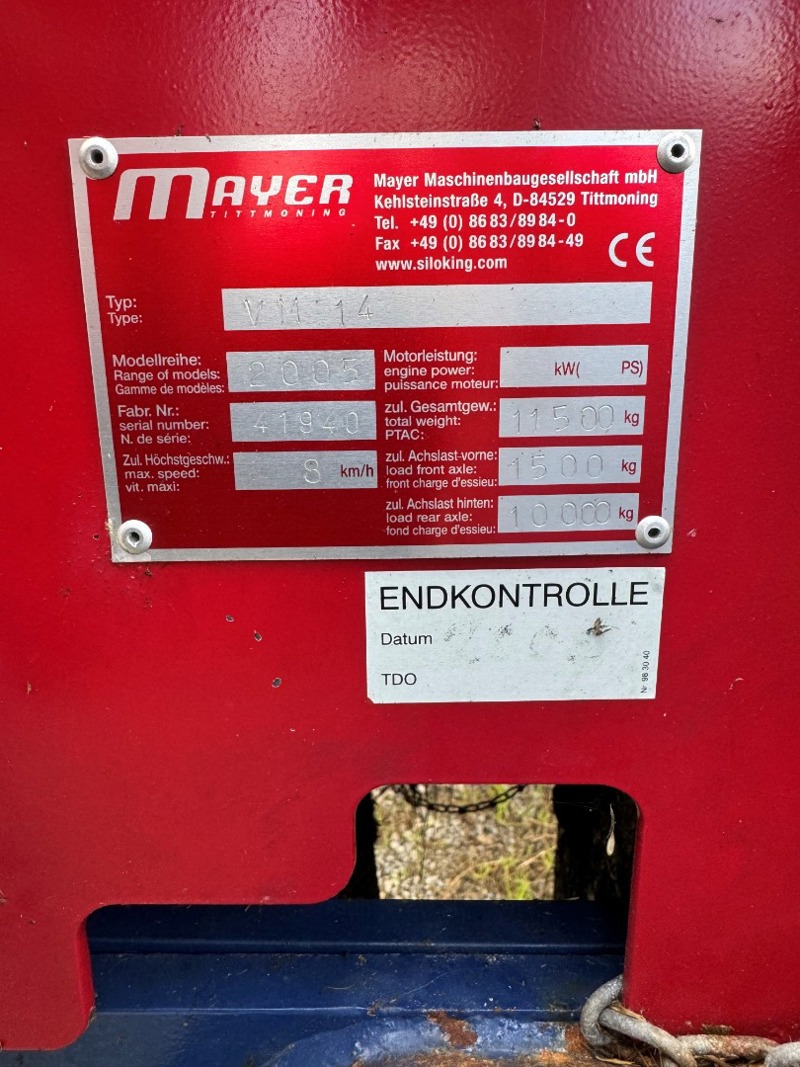 MAYER
TITTMONING
Mayer Maschinenbaugesellschaft mbH
Kehlsteinstraße 4, D-84529 Tittmoning
Tel. +49 (0) 86 83 / 89 84 - 0
Fax +49 (0) 86 83 / 89 84 - 49
www.siloking.com
CE
Typ:
Type:
VM 14
Modellreihe:
Range of models:
Gamme de modèles:
2005
Motorleistung:
engine power:
puissance moteur:
kW( PS)
Fabr. Nr.:
serial number:
N. de série:
41940
zul. Gesamtgew.:
total weight:
PTAC:
11500 kg
Zul. Höchstgeschw.:
max. speed:
vit. maxi:
8 km/h
zul. Achslast-vorne:
load front axle:
front charge d'essieu:
1500 kg
zul. Achslast hinten:
load rear axle:
fond charge d'essieu:
10000 kg
ENDKONTROLLE
Datum
TDO
Nr 98 30 40